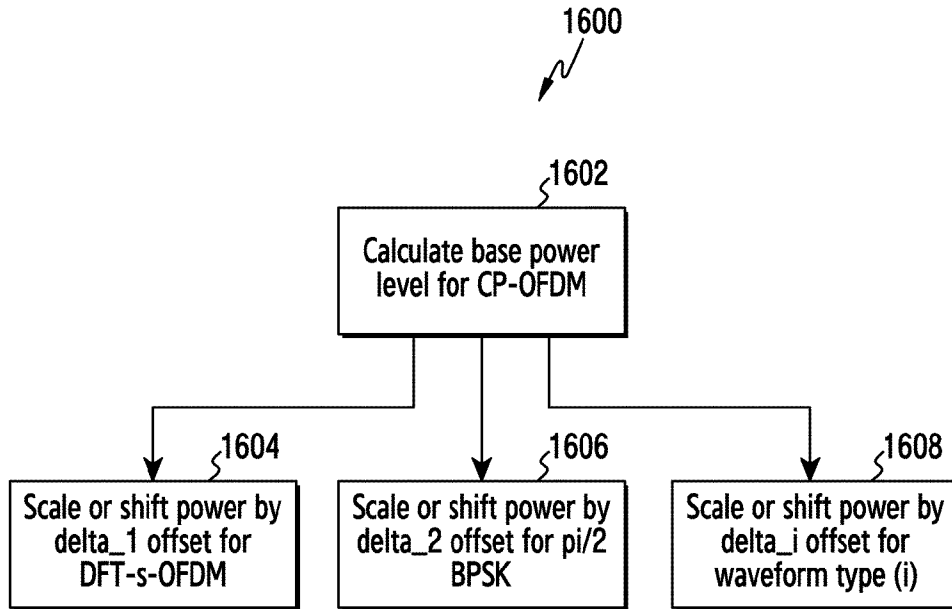 1600
1602
Calculate base power
level for CP-OFDM
1604
Scale or shift power by
delta_1 offset for
DFT-s-OFDM
1606
Scale or shift power by
delta_2 offset for pi/2
BPSK
1608
Scale or shift power by
delta_i offset for
waveform type (i)